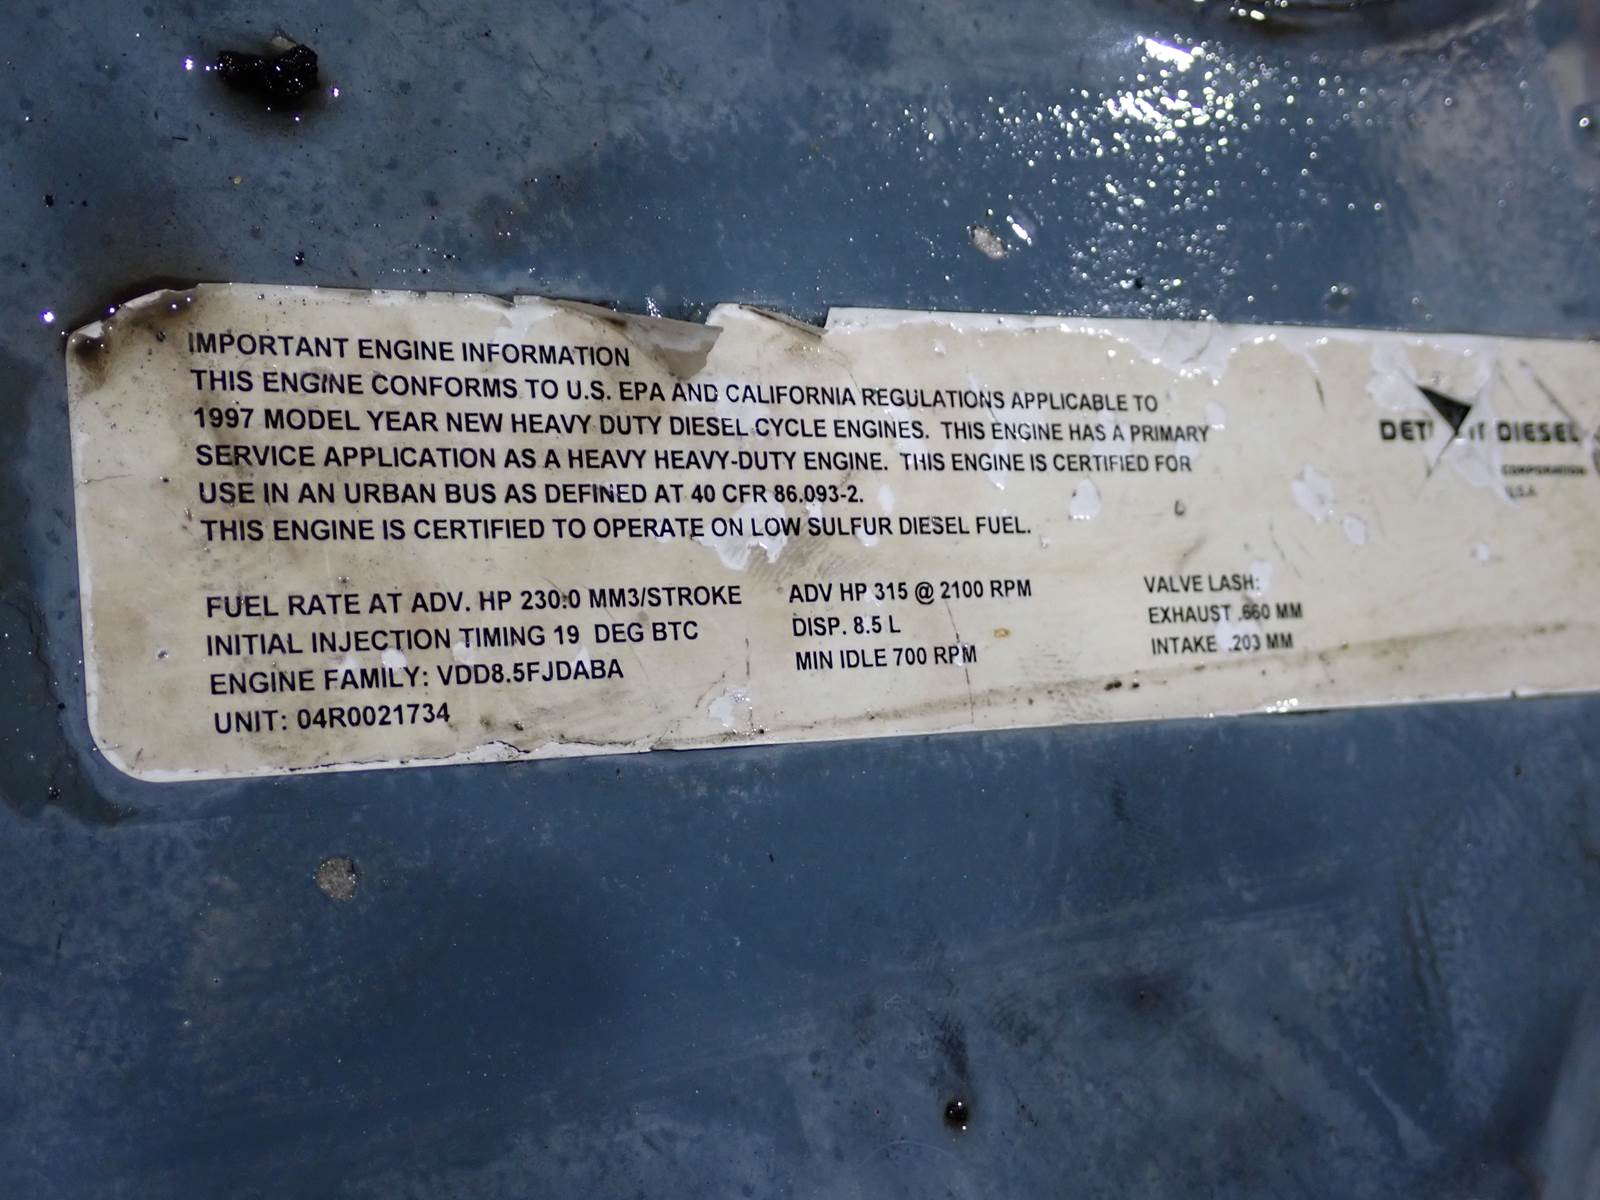 IMPORTANT ENGINE INFORMATION
THIS ENGINE CONFORMS TO U.S. EPA AND CALIFORNIA REGULATIONS APPLICABLE TO
1997 MODEL YEAR NEW HEAVY DUTY DIESEL CYCLE ENGINES. THIS ENGINE HAS A PRIMARY
SERVICE APPLICATION AS A HEAVY HEAVY-DUTY ENGINE. THIS ENGINE IS CERTIFIED FOR
USE IN AN URBAN BUS AS DEFINED AT 40 CFR 86.093-2.
THIS ENGINE IS CERTIFIED TO OPERATE ON LOW SULFUR DIESEL FUEL.
FUEL RATE AT ADV. HP 230.0 MM3/STROKE
INITIAL INJECTION TIMING 19 DEG BTC
ENGINE FAMILY: VDD8.5FJDABA
UNIT: 04R0021734
ADV HP 315 @ 2100 RPM
DISP. 8.5 L
MIN IDLE 700 RPM
VALVE LASH:
EXHAUST .660 MM
INTAKE .203 MM
DETROIT DIESEL
CORPORATION
U.S.A.